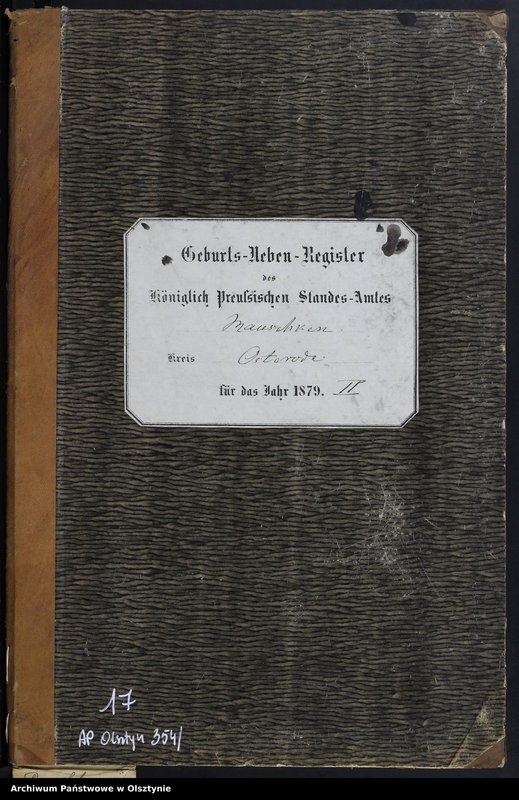 Geburts-Neben-Register
des
Königlich Preußischen Standes-Amtes
Mauschken
Kreis Osterode
für das Jahr 1879. II
17
AP Olsztyn 354/
Archiwum Państwowe w Olsztynie